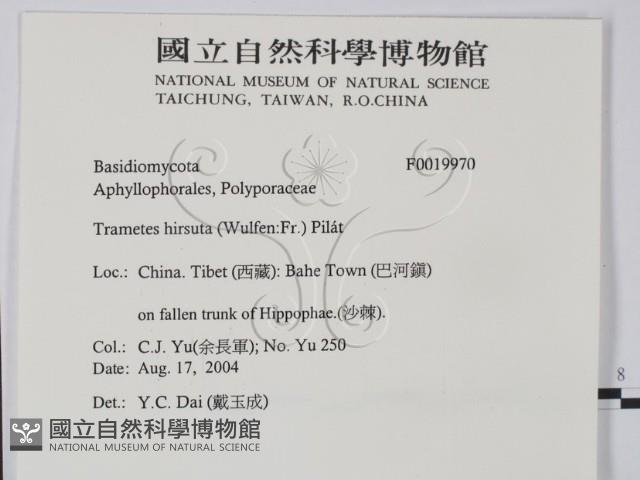 國立自然科學博物館
NATIONAL MUSEUM OF NATURAL SCIENCE
TAICHUNG, TAIWAN, R.O.CHINA
Basidiomycota F0019970
Aphyllophorales, Polyporaceae
Trametes hirsuta (Wulfen:Fr.) Pilát
Loc.: China. Tibet (西藏): Bahe Town (巴河鎭)
on fallen trunk of Hippophae.(沙棘).
Col.: C.J. Yu(余長軍); No. Yu 250
Date: Aug. 17, 2004
Det.: Y.C. Dai (戴玉成)
8
國立自然科學博物館
NATIONAL MUSEUM OF NATURAL SCIENCE